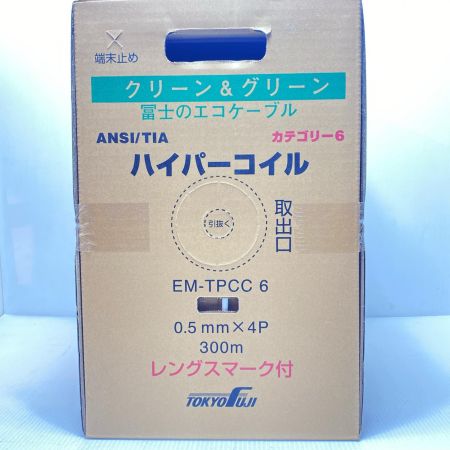 端末止め
クリーン & グリーン
冨士のエコケーブル
ANSI/TIA カテゴリー6
ハイパーコイル
引抜く
取出口
EM-TPCC 6
0.5 mm×4P
300m
レングスマーク付
TOKYO FUJI